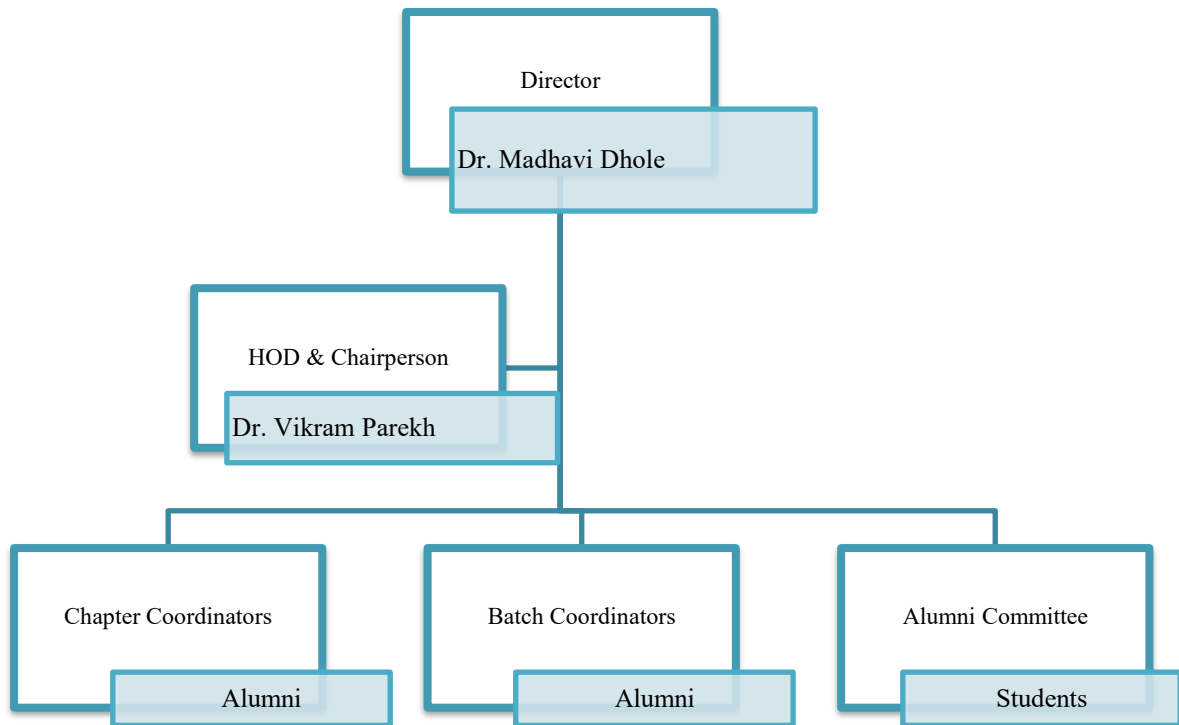 Director
Dr. Madhavi Dhole
HOD & Chairperson
Dr. Vikram Parekh
Chapter Coordinators
Alumni
Batch Coordinators
Alumni
Alumni Committee
Students